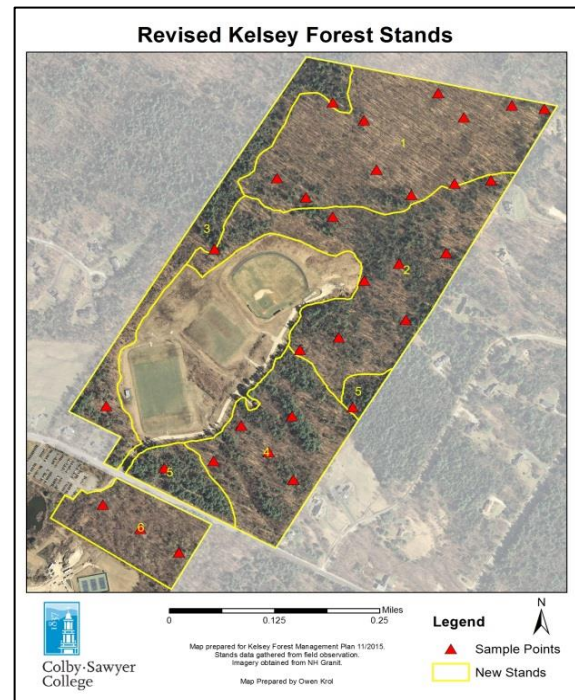 Revised Kelsey Forest Stands
1
3
2
5
4
5
6
Miles
0 0.125 0.25
Legend
N
Sample Points
New Stands
1837
Colby·Sawyer
College
Map prepared for Kelsey Forest Management Plan 11/2015.
Stands data gathered from field observation.
Imagery obtained from NH Granit.
Map Prepared by Owen Krol